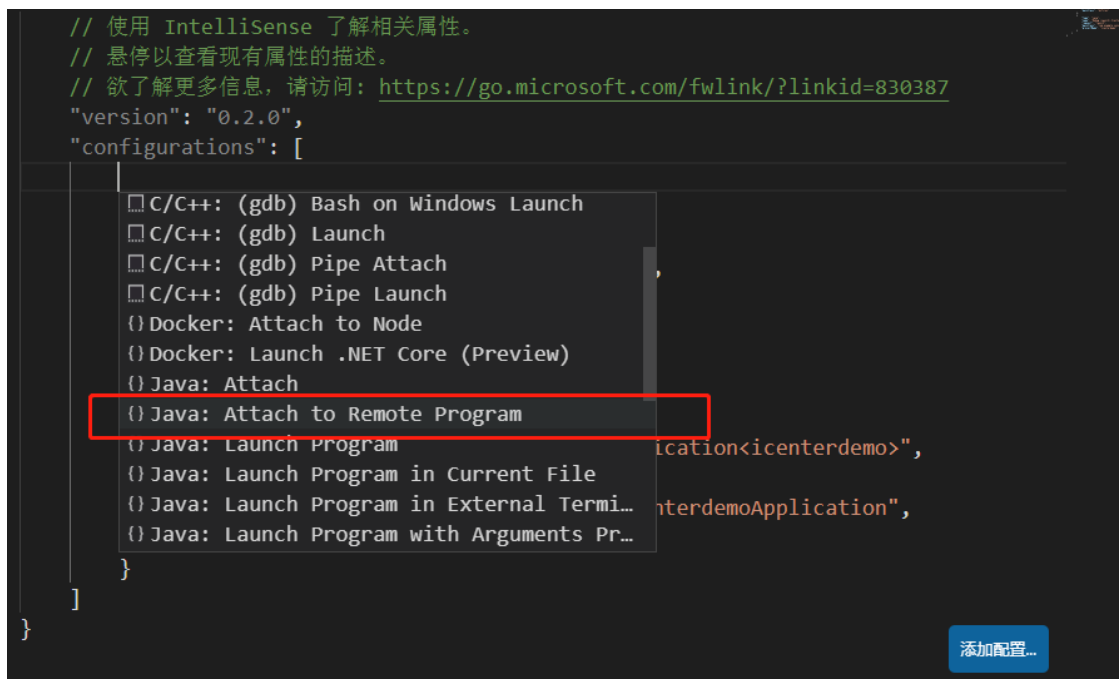 // 使用 IntelliSense 了解相关属性。
// 悬停以查看现有属性的描述。
// 欲了解更多信息，请访问: https://go.microsoft.com/fwlink/?linkid=830387
"version": "0.2.0",
"configurations": [
C/C++: (gdb) Bash on Windows Launch
C/C++: (gdb) Launch
C/C++: (gdb) Pipe Attach
,
C/C++: (gdb) Pipe Launch
{} Docker: Attach to Node
{} Docker: Launch .NET Core (Preview)
{} Java: Attach
{} Java: Attach to Remote Program
{} Java: Launch Program
ication<icenterdemo>",
{} Java: Launch Program in Current File
{} Java: Launch Program in External Termi…
nterdemoApplication",
{} Java: Launch Program with Arguments Pr…
}
]
}
添加配置...